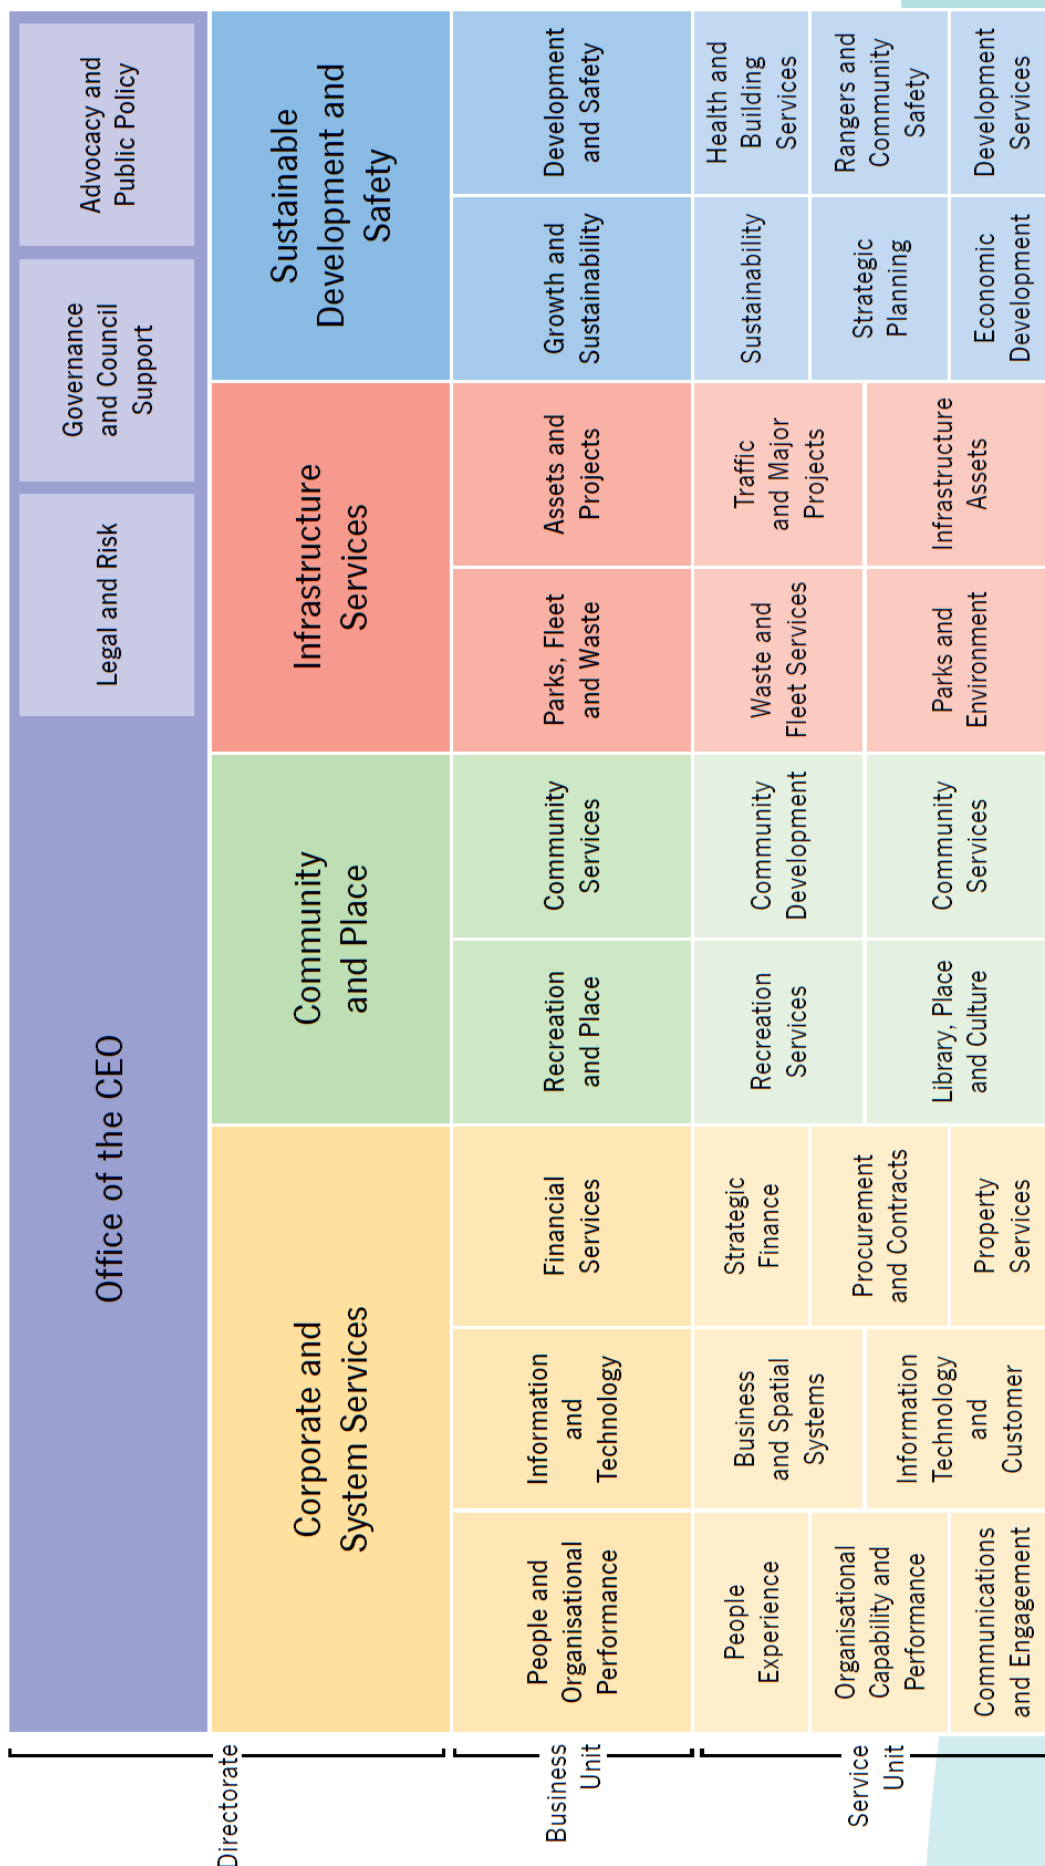 Directorate
Office of the CEO
Legal and Risk
Governance
and Council
Support
Advocacy and
Public Policy
Corporate and
System Services
Community
and Place
Infrastructure
Services
Sustainable
Development and
Safety
Business
Unit
People and
Organisational
Performance
Information
and
Technology
Financial
Services
Recreation
and Place
Community
Services
Parks, Fleet
and Waste
Assets and
Projects
Growth and
Sustainability
Development
and Safety
Service
Unit
People
Experience
Business
and Spatial
Systems
Strategic
Finance
Recreation
Services
Community
Development
Waste and
Fleet Services
Traffic
and Major
Projects
Sustainability
Health and
Building
Services
Organisational
Capability and
Performance
Information
Technology
and
Customer
Procurement
and Contracts
Library, Place
and Culture
Community
Services
Parks and
Environment
Infrastructure
Assets
Strategic
Planning
Rangers and
Community
Safety
Communications
and Engagement
Property
Services
Economic
Development
Development
Services